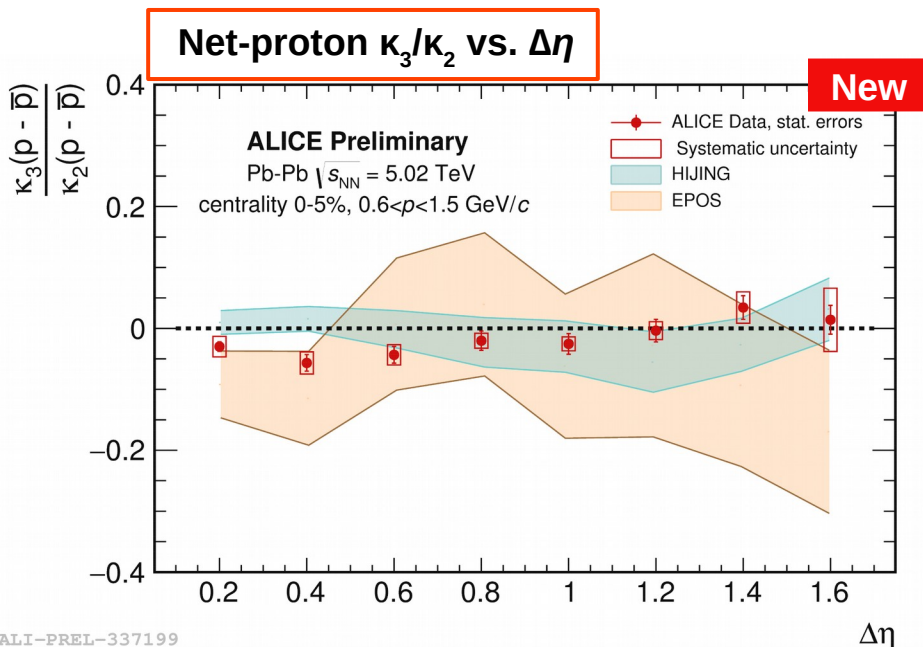 Net-proton κ₃/κ₂ vs. Δη
New
κ₃(p - p̅)
κ₂(p - p̅)
ALICE Preliminary
Pb-Pb √sNN = 5.02 TeV
centrality 0-5%, 0.6<p<1.5 GeV/c
ALICE Data, stat. errors
Systematic uncertainty
HIJING
EPOS
0.4
0.2
0
−0.2
−0.4
0.2 0.4 0.6 0.8 1 1.2 1.4 1.6
Δη
ALI−PREL−337199